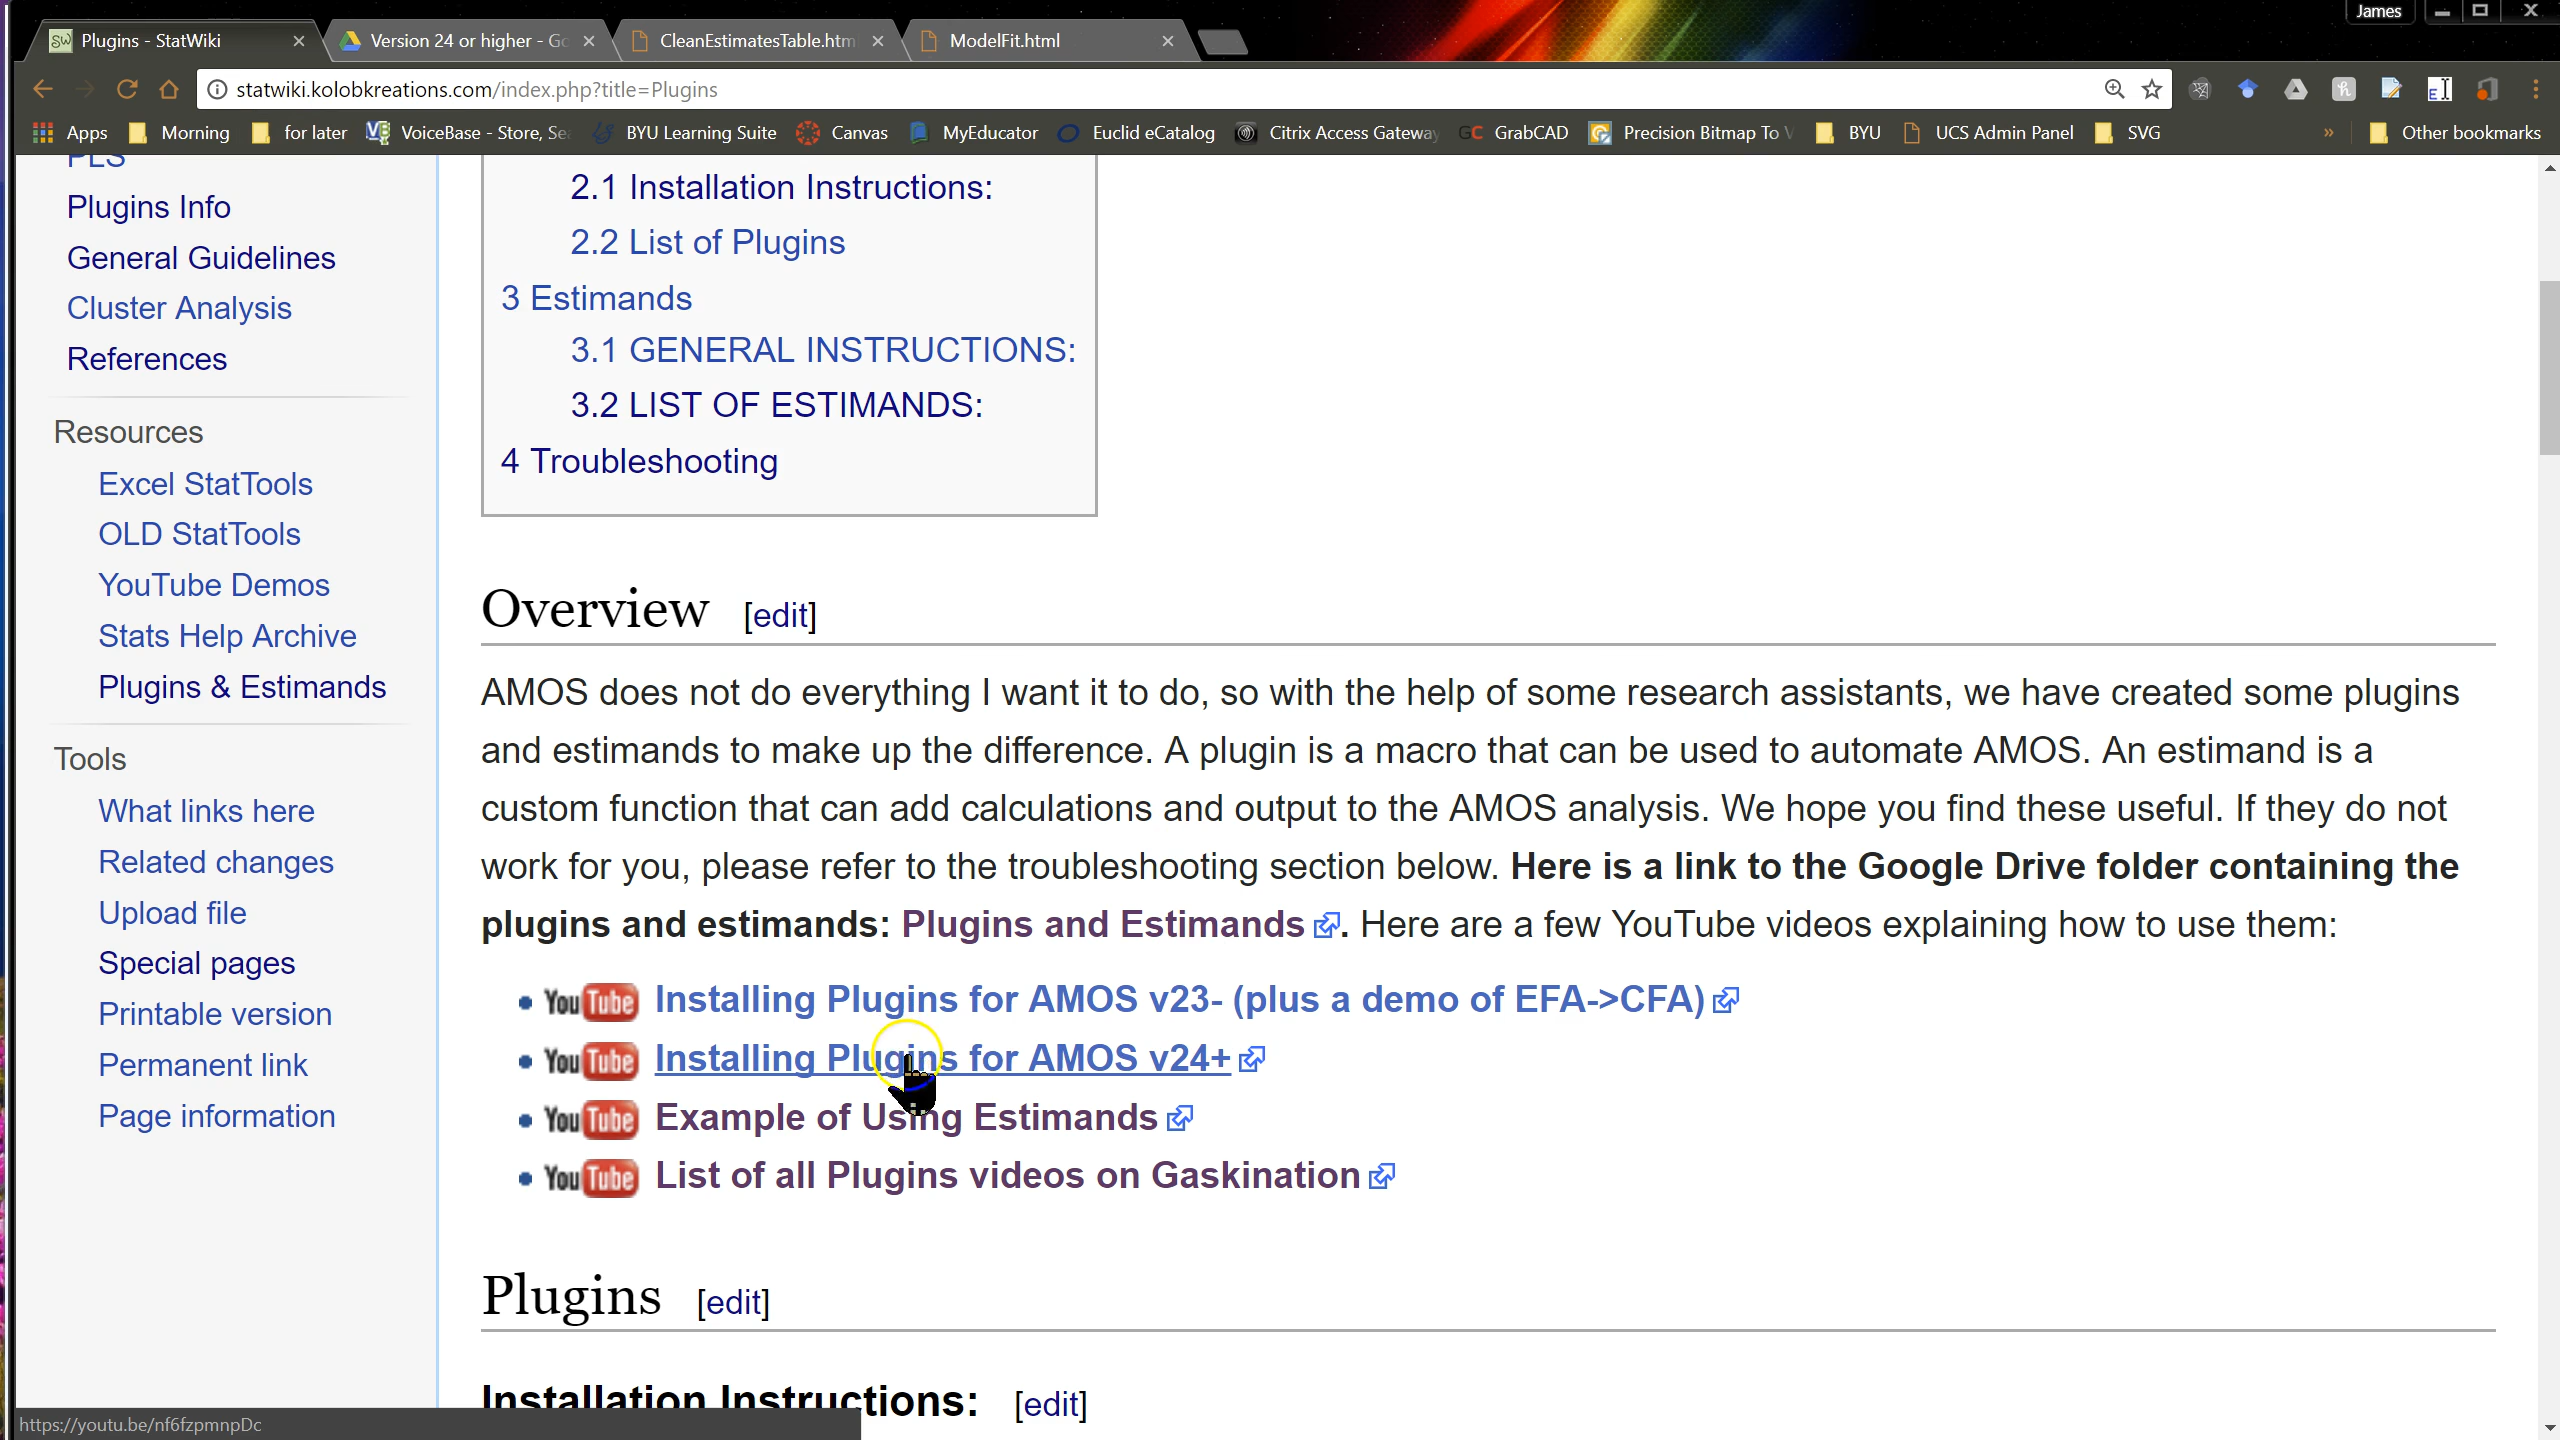 James
Plugins - StatWiki
Version 24 or higher - Go
CleanEstimatesTable.htm
ModelFit.html
statwiki.kolobkreations.com/index.php?title=Plugins
Apps
Morning
for later
VoiceBase - Store, Se
BYU Learning Suite
Canvas
MyEducator
Euclid eCatalog
Citrix Access Gateway
GrabCAD
Precision Bitmap To V
BYU
UCS Admin Panel
SVG
»
Other bookmarks
PLS
Plugins Info
General Guidelines
Cluster Analysis
References
Resources
Excel StatTools
OLD StatTools
YouTube Demos
Stats Help Archive
Plugins & Estimands
Tools
What links here
Related changes
Upload file
Special pages
Printable version
Permanent link
Page information
2.1 Installation Instructions:
2.2 List of Plugins
3 Estimands
3.1 GENERAL INSTRUCTIONS:
3.2 LIST OF ESTIMANDS:
4 Troubleshooting
Overview [edit]
AMOS does not do everything I want it to do, so with the help of some research assistants, we have created some plugins
and estimands to make up the difference. A plugin is a macro that can be used to automate AMOS. An estimand is a
custom function that can add calculations and output to the AMOS analysis. We hope you find these useful. If they do not
work for you, please refer to the troubleshooting section below. Here is a link to the Google Drive folder containing the
plugins and estimands: Plugins and Estimands. Here are a few YouTube videos explaining how to use them:
• YouTube Installing Plugins for AMOS v23- (plus a demo of EFA->CFA)
• YouTube Installing Plugins for AMOS v24+
• YouTube Example of Using Estimands
• YouTube List of all Plugins videos on Gaskination
Plugins [edit]
Installation Instructions: [edit]
https://youtu.be/nf6fzpmnpDc